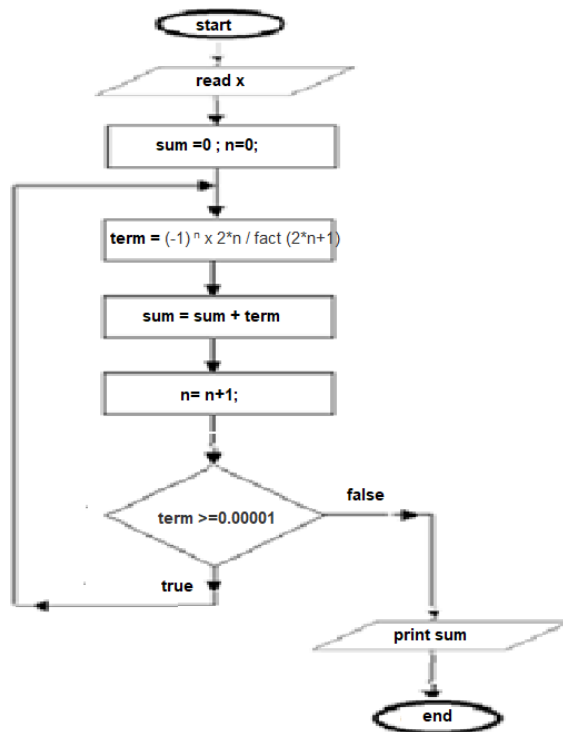 start
read x
sum =0 ; n=0;
term = (-1) ⁿ x 2*n / fact (2*n+1)
sum = sum + term
n= n+1;
term >=0.00001
false
true
print sum
end